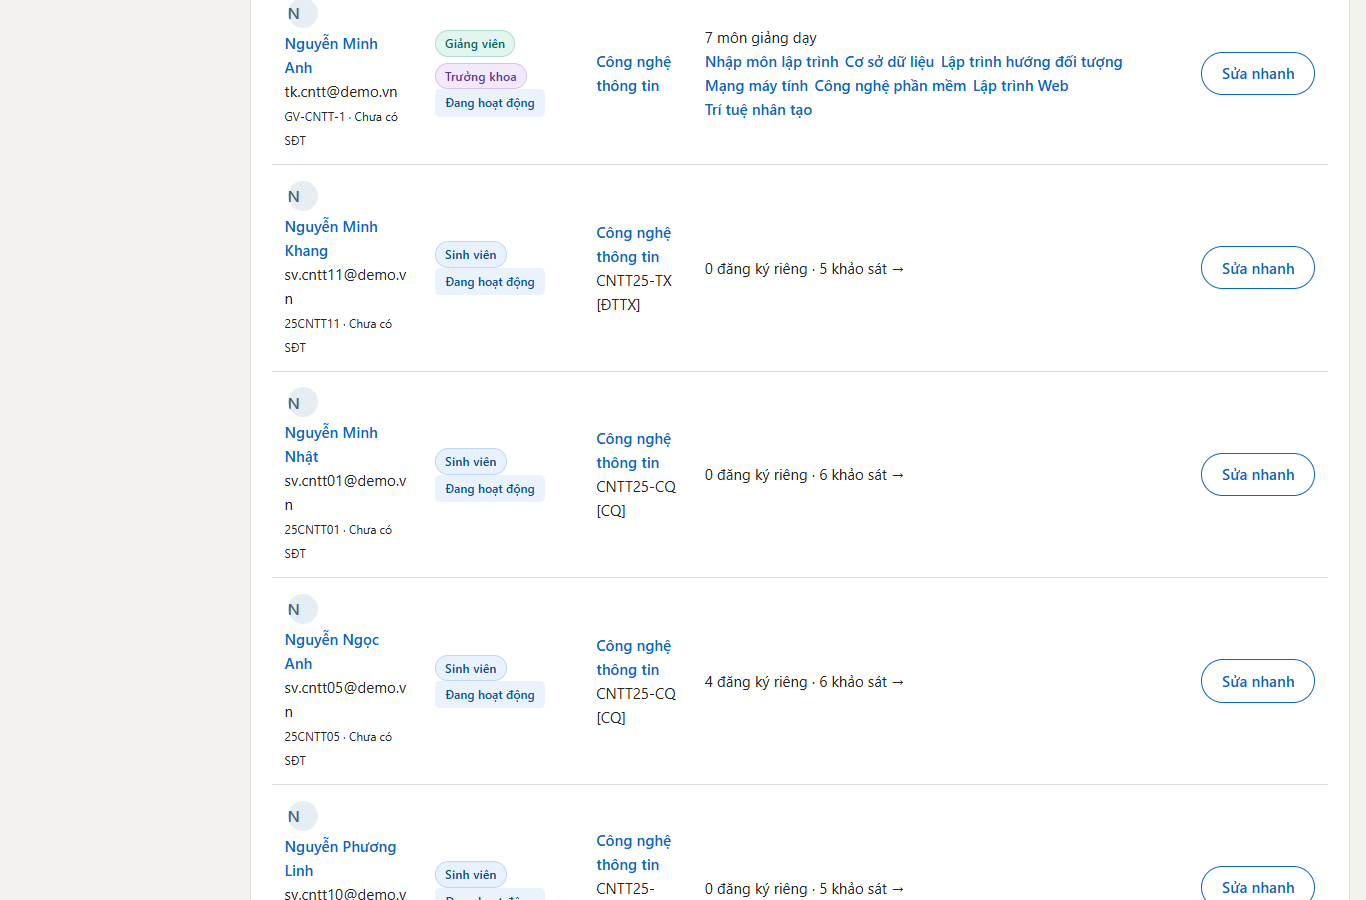 N
Nguyễn Minh
Anh
tk.cntt@demo.vn
GV-CNTT-1 · Chưa có
SĐT
Giảng viên
Trưởng khoa
Đang hoạt động
Công nghệ
thông tin
7 môn giảng dạy
Nhập môn lập trình Cơ sở dữ liệu Lập trình hướng đối tượng
Mạng máy tính Công nghệ phần mềm Lập trình Web
Trí tuệ nhân tạo
Sửa nhanh
N
Nguyễn Minh
Khang
sv.cntt11@demo.v
n
25CNTT11 · Chưa có
SĐT
Sinh viên
Đang hoạt động
Công nghệ
thông tin
CNTT25-TX
[ĐTTX]
0 đăng ký riêng · 5 khảo sát →
Sửa nhanh
N
Nguyễn Minh
Nhật
sv.cntt01@demo.v
n
25CNTT01 · Chưa có
SĐT
Sinh viên
Đang hoạt động
Công nghệ
thông tin
CNTT25-CQ
[CQ]
0 đăng ký riêng · 6 khảo sát →
Sửa nhanh
N
Nguyễn Ngọc
Anh
sv.cntt05@demo.v
n
25CNTT05 · Chưa có
SĐT
Sinh viên
Đang hoạt động
Công nghệ
thông tin
CNTT25-CQ
[CQ]
4 đăng ký riêng · 6 khảo sát →
Sửa nhanh
N
Nguyễn Phương
Linh
sv.cntt10@demo.v
Sinh viên
Đang hoạt động
Công nghệ
thông tin
CNTT25-
0 đăng ký riêng · 5 khảo sát →
Sửa nhanh